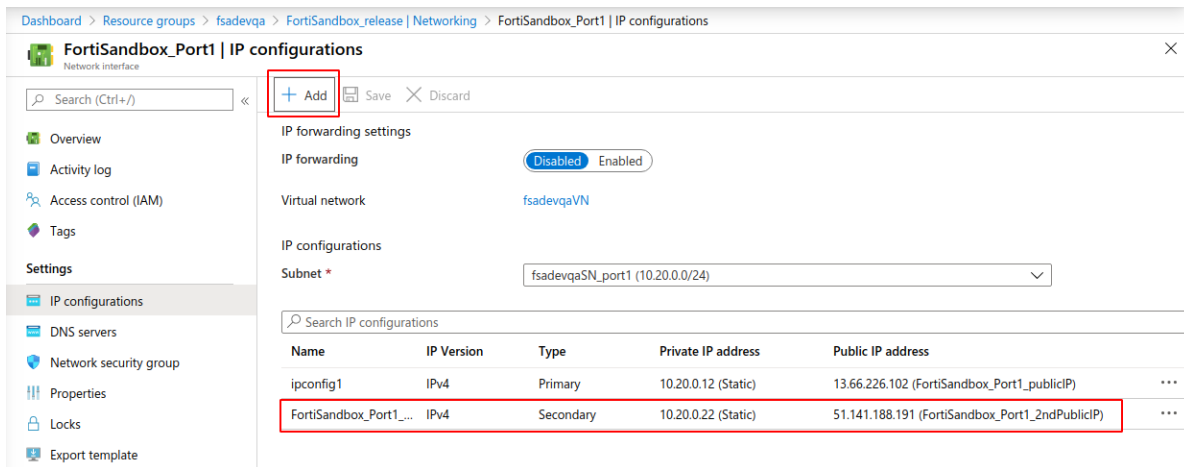 Dashboard > Resource groups > fsadevqa > FortiSandbox_release | Networking > FortiSandbox_Port1 | IP configurations
FortiSandbox_Port1 | IP configurations
Network interface
Search (Ctrl+/)
«
Overview
Activity log
Access control (IAM)
Tags
Settings
IP configurations
DNS servers
Network security group
Properties
Locks
Export template
+ Add Save Discard
IP forwarding settings
IP forwarding Disabled Enabled
Virtual network fsadevqaVN
IP configurations
Subnet * fsadevqaSN_port1 (10.20.0.0/24)
Search IP configurations
Name IP Version Type Private IP address Public IP address
ipconfig1 IPv4 Primary 10.20.0.12 (Static) 13.66.226.102 (FortiSandbox_Port1_publicIP) ...
FortiSandbox_Port1_... IPv4 Secondary 10.20.0.22 (Static) 51.141.188.191 (FortiSandbox_Port1_2ndPublicIP) ...